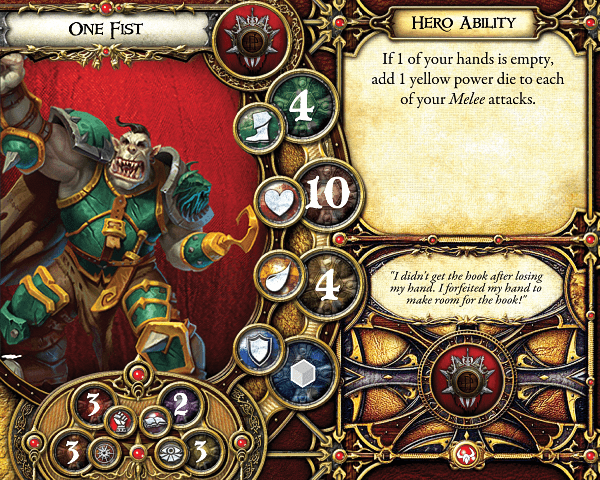 One Fist
4
10
4
3
2
3
3
Hero Ability
If 1 of your hands is empty,
add 1 yellow power die to each
of your Melee attacks.
"I didn't get the hook after losing
my hand. I forfeited my hand to
make room for the hook!"